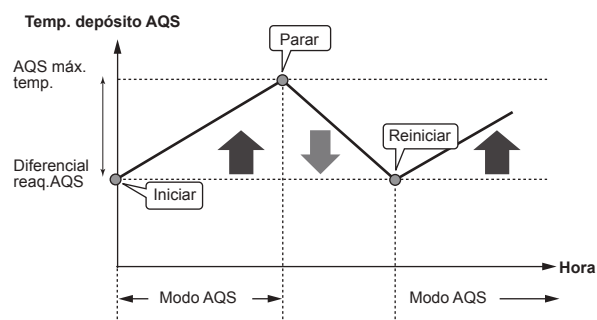 Temp. depósito AQS
Parar
AQS máx.
temp.
Reiniciar
Diferencial
reaq.AQS
Iniciar
Hora
Modo AQS
Modo AQS